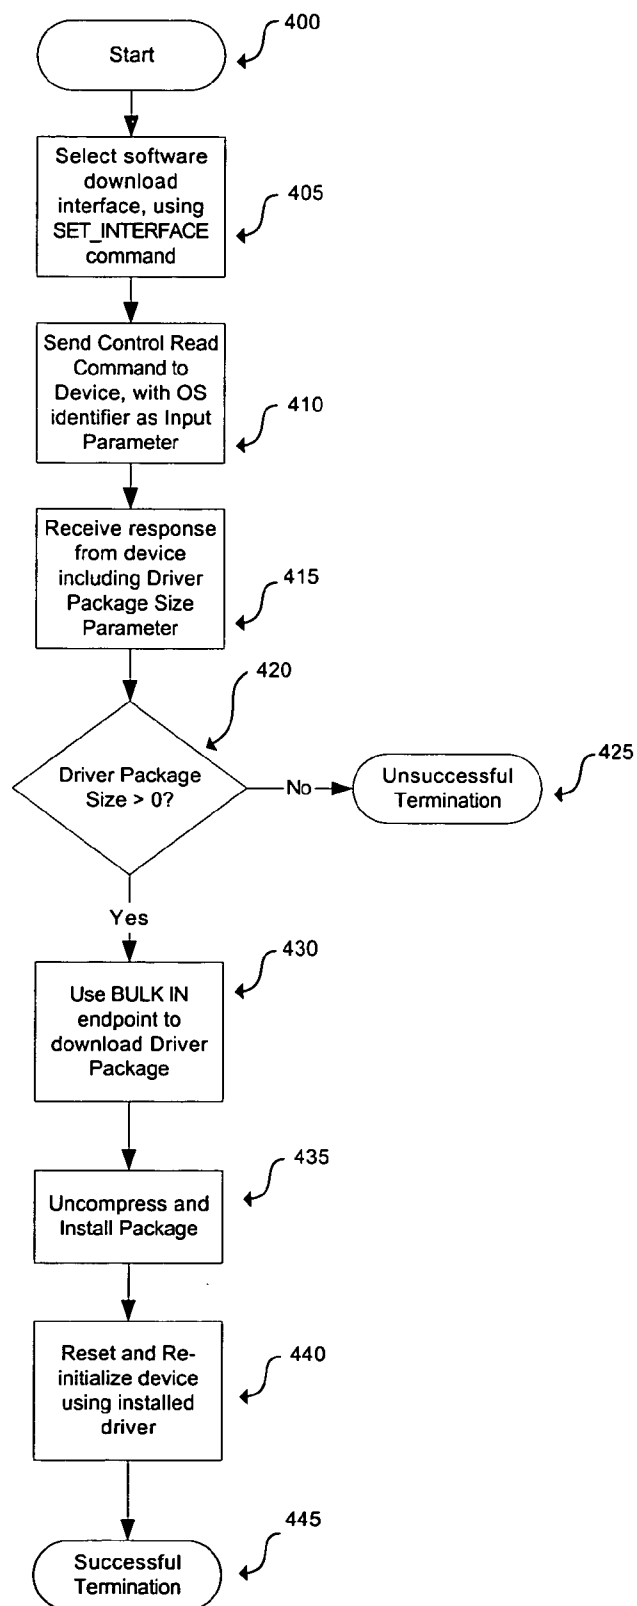 400
Start
Select software
download
interface, using
SET_INTERFACE
command
405
Send Control Read
Command to
Device, with OS
identifier as Input
Parameter
410
Receive response
from device
including Driver
Package Size
Parameter
415
420
Driver Package
Size > 0?
No
Unsuccessful
Termination
425
Yes
430
Use BULK IN
endpoint to
download Driver
Package
435
Uncompress and
Install Package
Reset and Re-
initialize device
using installed
driver
440
445
Successful
Termination